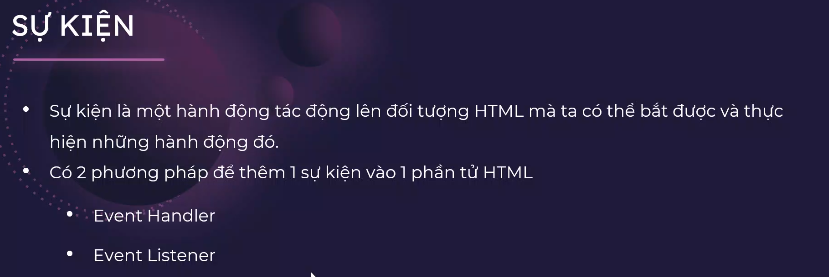 SỰ KIỆN
Sự kiện là một hành động tác động lên đối tượng HTML mà ta có thể bắt được và thực
hiện những hành động đó.
Có 2 phương pháp để thêm 1 sự kiện vào 1 phần tử HTML
Event Handler
Event Listener